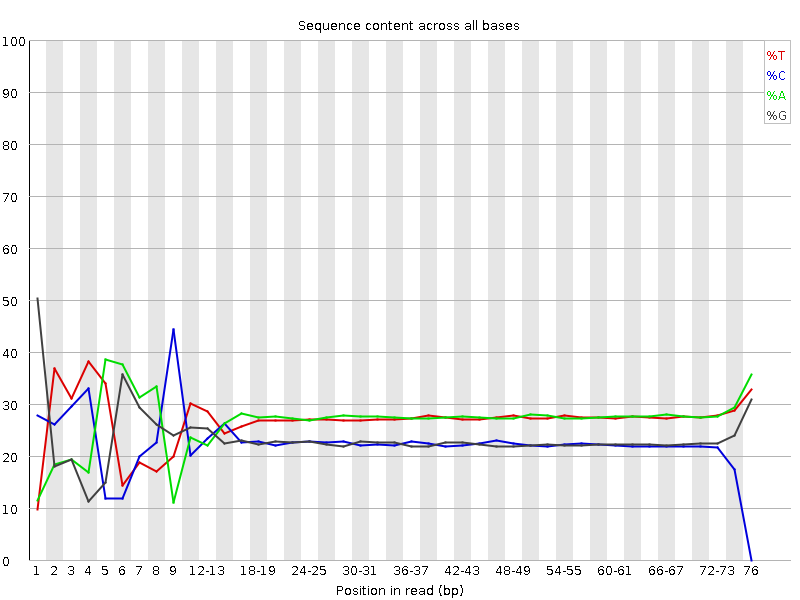 Sequence content across all bases
100
90
80
70
60
50
40
30
20
10
0
%T
%C
%A
%G
1 2 3 4 5 6 7 8 9 12-13 18-19 24-25 30-31 36-37 42-43 48-49 54-55 60-61 66-67 72-73 76
Position in read (bp)